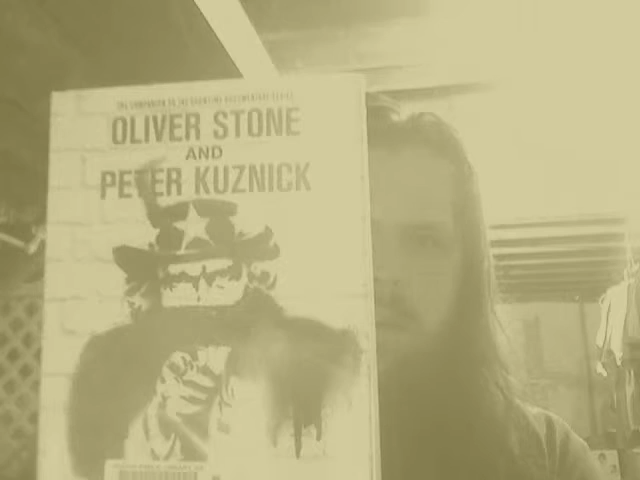 THE COMPANION TO THE SHOWTIME DOCUMENTARY SERIES
OLIVER STONE
AND
PETER KUZNICK